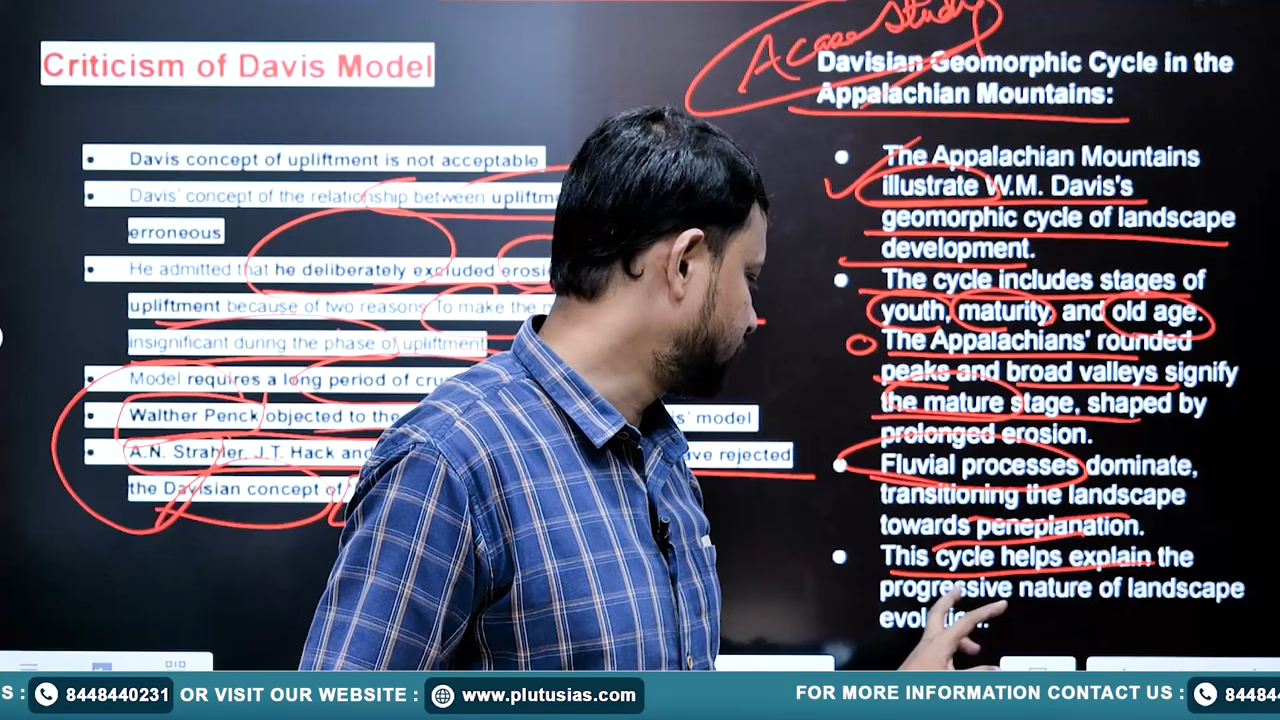 A case study
Criticism of Davis Model
Davis concept of upliftment is not acceptable
Davis' concept of the relationship between
erroneous
He admitted that he deliberately excluded
upliftment because of two reasons To make the
insignificant during the phase of upliftment
Model requires a long period of
Walther Penck objected to the
' model
A.N. Strahler, J.T. Hack and
rejected
the Davisian concept of
Davisian Geomorphic Cycle in the
Appalachian Mountains:
The Appalachian Mountains
illustrate W.M. Davis's
geomorphic cycle of landscape
development.
The cycle includes stages of
youth, maturity, and old age.
The Appalachians' rounded
peaks and broad valleys signify
the mature stage, shaped by
prolonged erosion.
Fluvial processes dominate,
transitioning the landscape
towards peneplanation.
This cycle helps explain the
progressive nature of landscape
S : 8448440231 OR VISIT OUR WEBSITE : www.plutusias.com FOR MORE INFORMATION CONTACT US : 84484